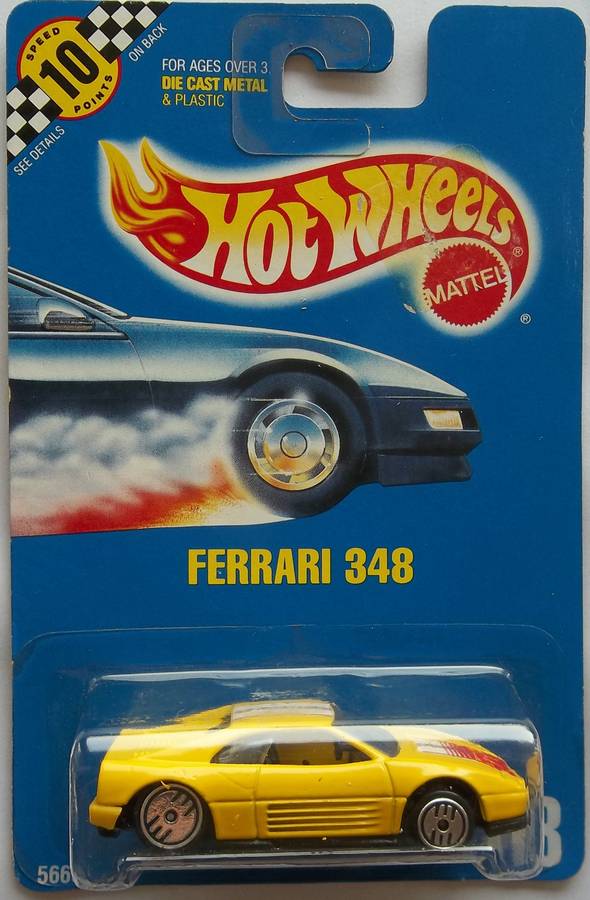 SPEED
10
POINTS
ON BACK
SEE DETAILS
FOR AGES OVER 3
DIE CAST METAL
& PLASTIC
HOT WHEELS®
MATTEL
®
FERRARI 348
566